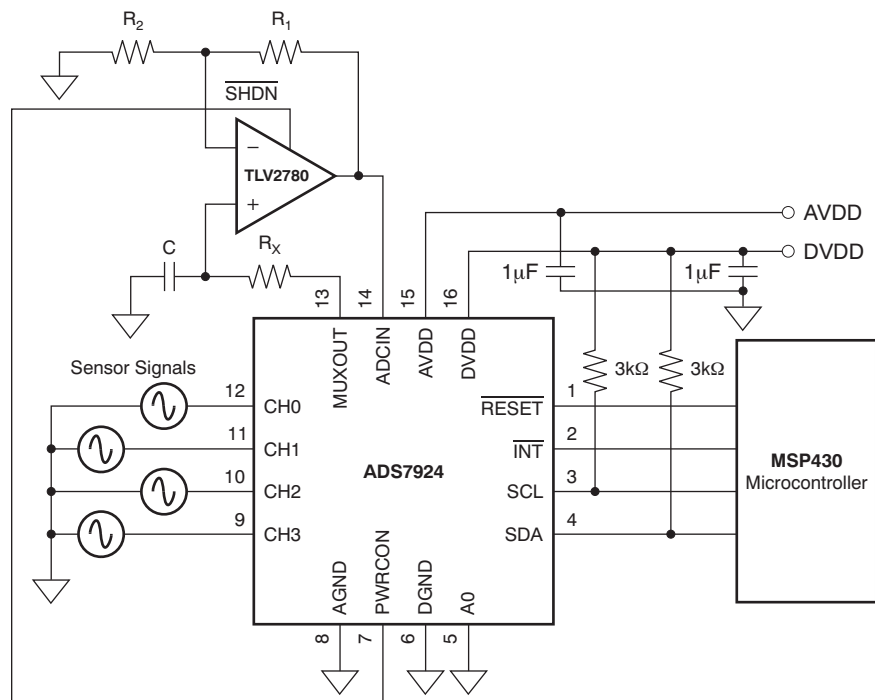 R2
R1
SHDN
−
TLV2780
+
C
RX
AVDD
DVDD
1µF
1µF
13
14
15
16
MUXOUT
ADCIN
AVDD
DVDD
Sensor Signals
3kΩ
3kΩ
12
CH0
RESET
1
11
CH1
INT
2
MSP430
Microcontroller
ADS7924
10
CH2
SCL
3
9
CH3
SDA
4
AGND
PWRCON
DGND
A0
8
7
6
5